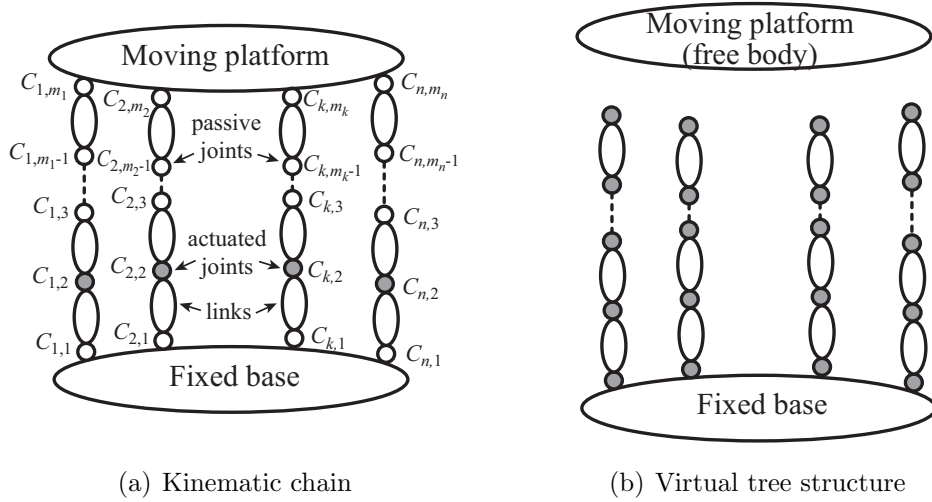 Moving platform
C1,m1
C2,m2
Ck,mk
Cn,mn
passive
joints
C1,m1-1
C2,m2-1
Ck,mk-1
Cn,mn-1
C1,3
C2,3
Ck,3
Cn,3
actuated
joints
C1,2
C2,2
Ck,2
Cn,2
links
C1,1
C2,1
Ck,1
Cn,1
Fixed base
(a) Kinematic chain
Moving platform
(free body)
Fixed base
(b) Virtual tree structure